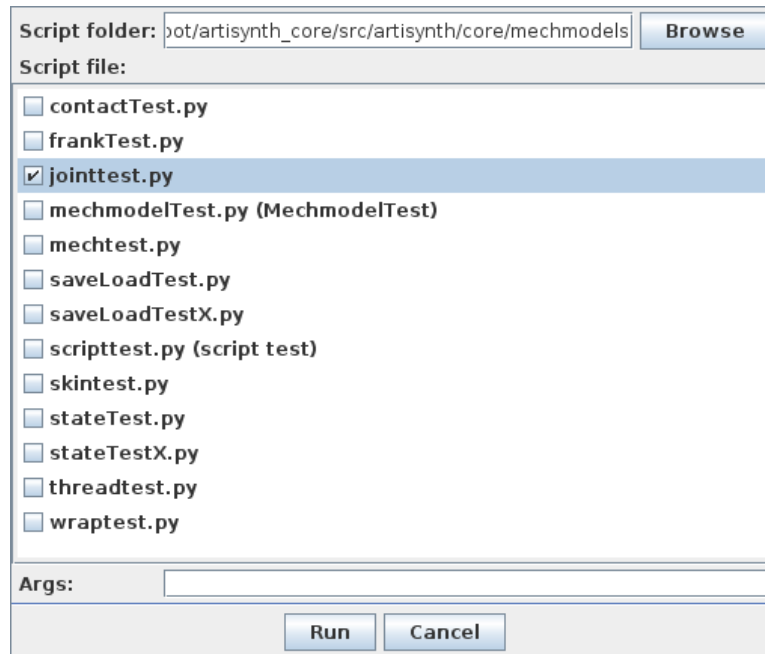 Script folder: oot/artisynth_core/src/artisynth/core/mechmodels Browse
Script file:
contactTest.py
frankTest.py
jointtest.py
mechmodelTest.py (MechmodelTest)
mechtest.py
saveLoadTest.py
saveLoadTestX.py
scripttest.py (script test)
skintest.py
stateTest.py
stateTestX.py
threadtest.py
wraptest.py
Args:
Run Cancel